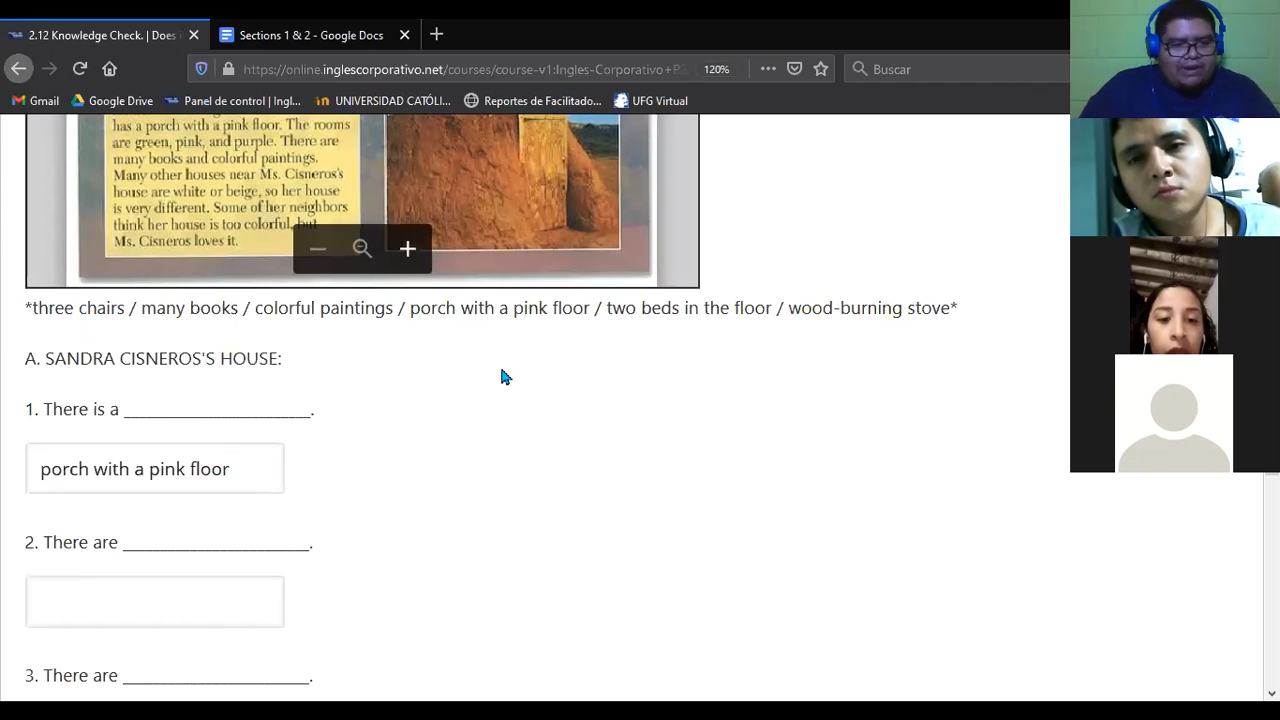 2.12 Knowledge Check. | Does
Sections 1 & 2 - Google Docs
https://online.inglescorporativo.net/courses/course-v1:Ingles-Corporativo+B
120%
Buscar
Gmail
Google Drive
Panel de control | Ingl...
in UNIVERSIDAD CATÓLI...
Reportes de Facilitado...
UFG Virtual
has a porch with a pink floor. The rooms
are green, pink, and purple. There are
many books and colorful paintings.
Many other houses near Ms. Cisneros's
house are white or beige, so her house
is very different. Some of her neighbors
think her house is too colorful, but
Ms. Cisneros loves it.
*three chairs / many books / colorful paintings / porch with a pink floor / two beds in the floor / wood-burning stove*
A. SANDRA CISNEROS'S HOUSE:
1. There is a ______________________.
porch with a pink floor
2. There are ______________________.
3. There are ______________________.